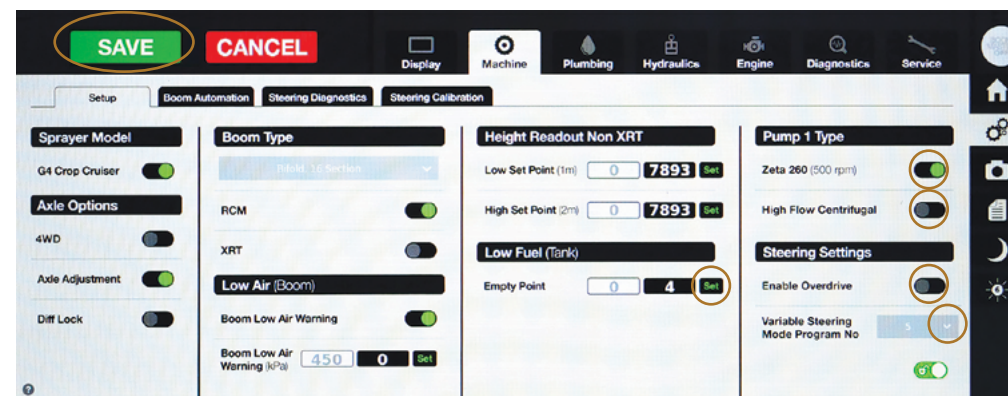 SAVE
CANCEL
Display
Machine
Plumbing
Hydraulics
Engine
Diagnostics
Service
Setup
Boom Automation
Steering Diagnostics
Steering Calibration
Sprayer Model
G4 Crop Cruiser
Axle Options
4WD
Axle Adjustment
Diff Lock
Boom Type
Trifold, 16 Section
RCM
XRT
Low Air (Boom)
Boom Low Air Warning
Boom Low Air
Warning (kPa) 450 0 Set
Height Readout Non XRT
Low Set Point (1m) 0 7893 Set
High Set Point (2m) 0 7893 Set
Low Fuel (Tank)
Empty Point 0 4 Set
Pump 1 Type
Zeta 260 (500 rpm)
High Flow Centrifugal
Steering Settings
Enable Overdrive
Variable Steering
Mode Program No 5